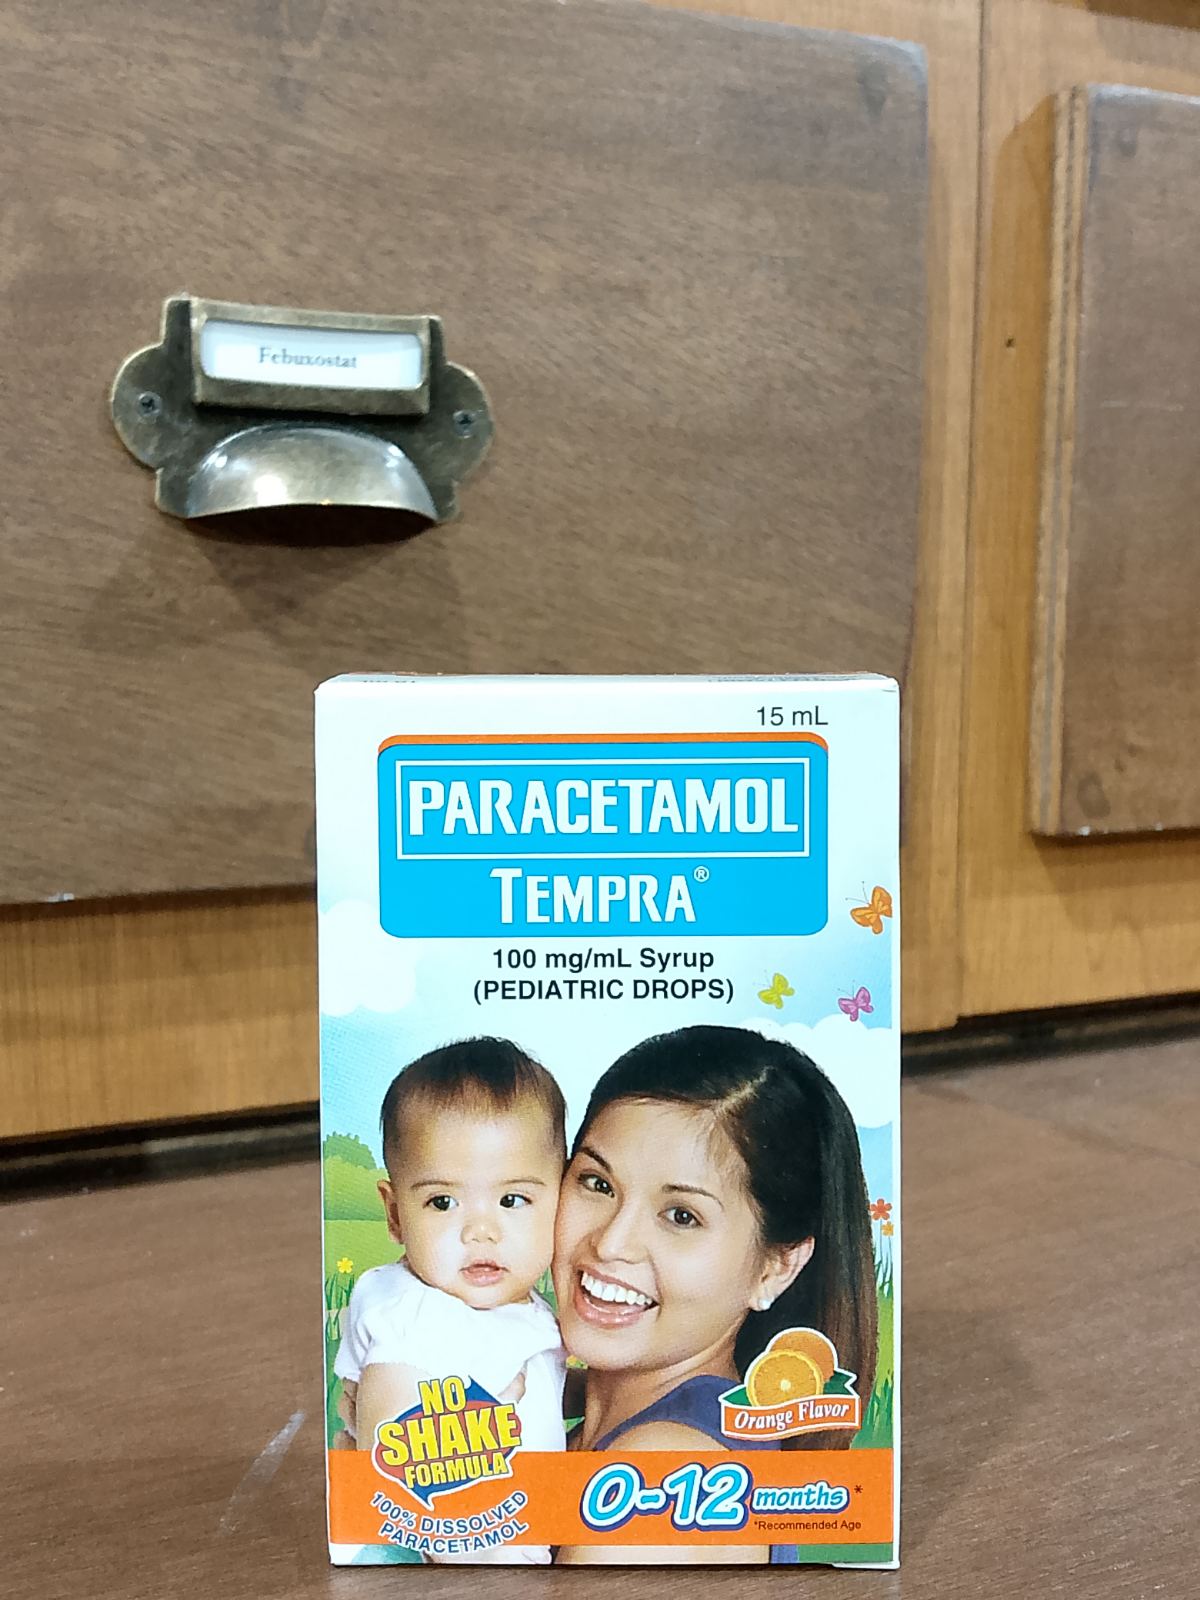 Febuxostat
15 mL
PARACETAMOL
TEMPRA®
100 mg/mL Syrup
(PEDIATRIC DROPS)
NO
SHAKE
FORMULA
100% DISSOLVED
PARACETAMOL
Orange Flavor
0-12 months *
*Recommended Age